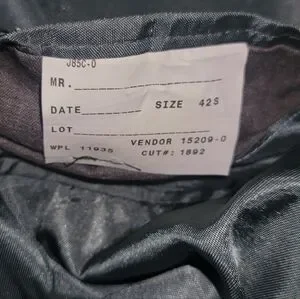 J85C-0
MR.
DATE SIZE 42S
LOT
VENDOR 15209-0
WPL 11935 CUT#: 1892